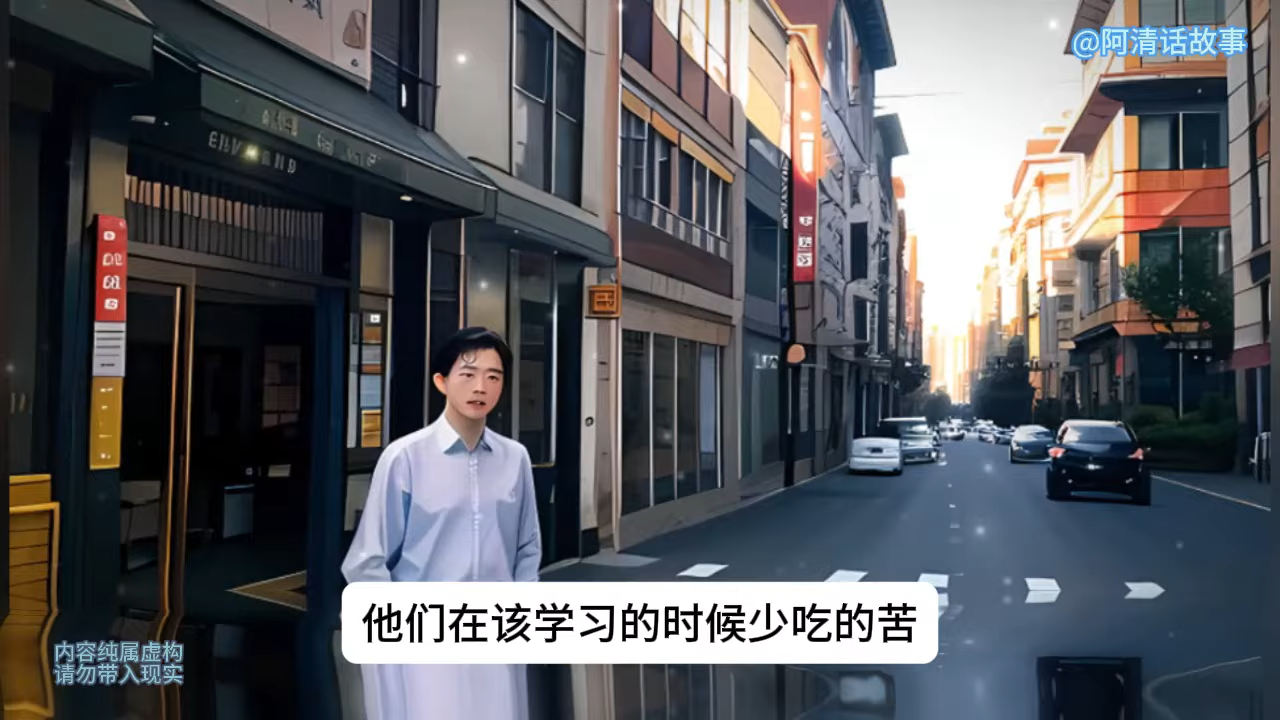 @阿清话故事
他们在该学习的时候少吃的苦
内容纯属虚构
请勿带入现实